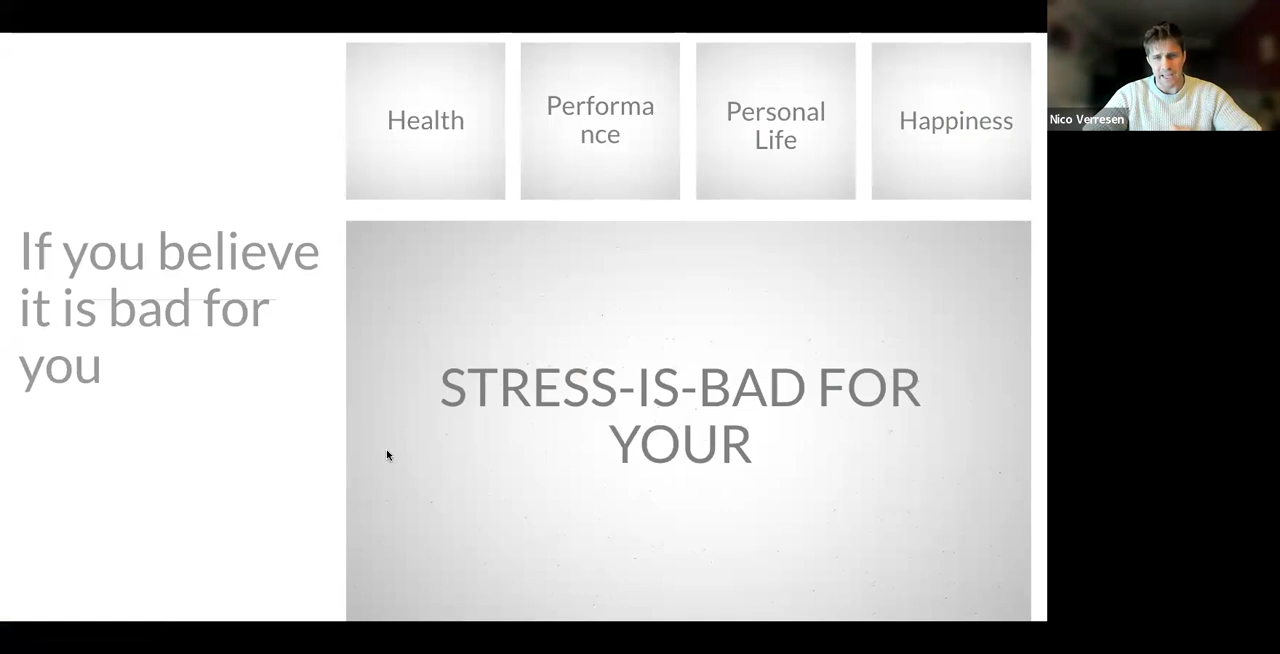 Health
Performa
nce
Personal
Life
Happiness
If you believe
it is bad for
you
STRESS-IS-BAD FOR
YOUR
Nico Verresen